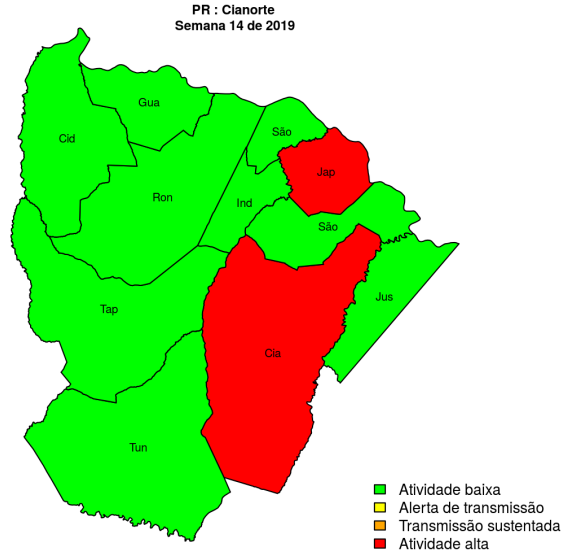 PR : Cianorte
Semana 14 de 2019
Gua
São
Cid
Jap
Ron
Ind
São
Jus
Tap
Cia
Tun
Atividade baixa
Alerta de transmissão
Transmissão sustentada
Atividade alta